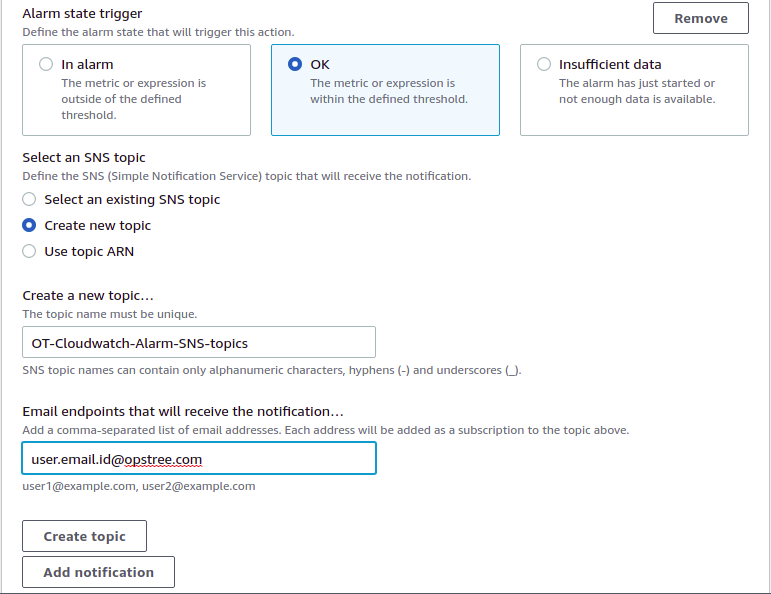 Alarm state trigger
Remove
Define the alarm state that will trigger this action.
In alarm
The metric or expression is
outside of the defined
threshold.
OK
The metric or expression is
within the defined threshold.
Insufficient data
The alarm has just started or
not enough data is available.
Select an SNS topic
Define the SNS (Simple Notification Service) topic that will receive the notification.
Select an existing SNS topic
Create new topic
Use topic ARN
Create a new topic…
The topic name must be unique.
OT-Cloudwatch-Alarm-SNS-topics
SNS topic names can contain only alphanumeric characters, hyphens (-) and underscores (_).
Email endpoints that will receive the notification…
Add a comma-separated list of email addresses. Each address will be added as a subscription to the topic above.
user.email.id@opstree.com
user1@example.com, user2@example.com
Create topic
Add notification